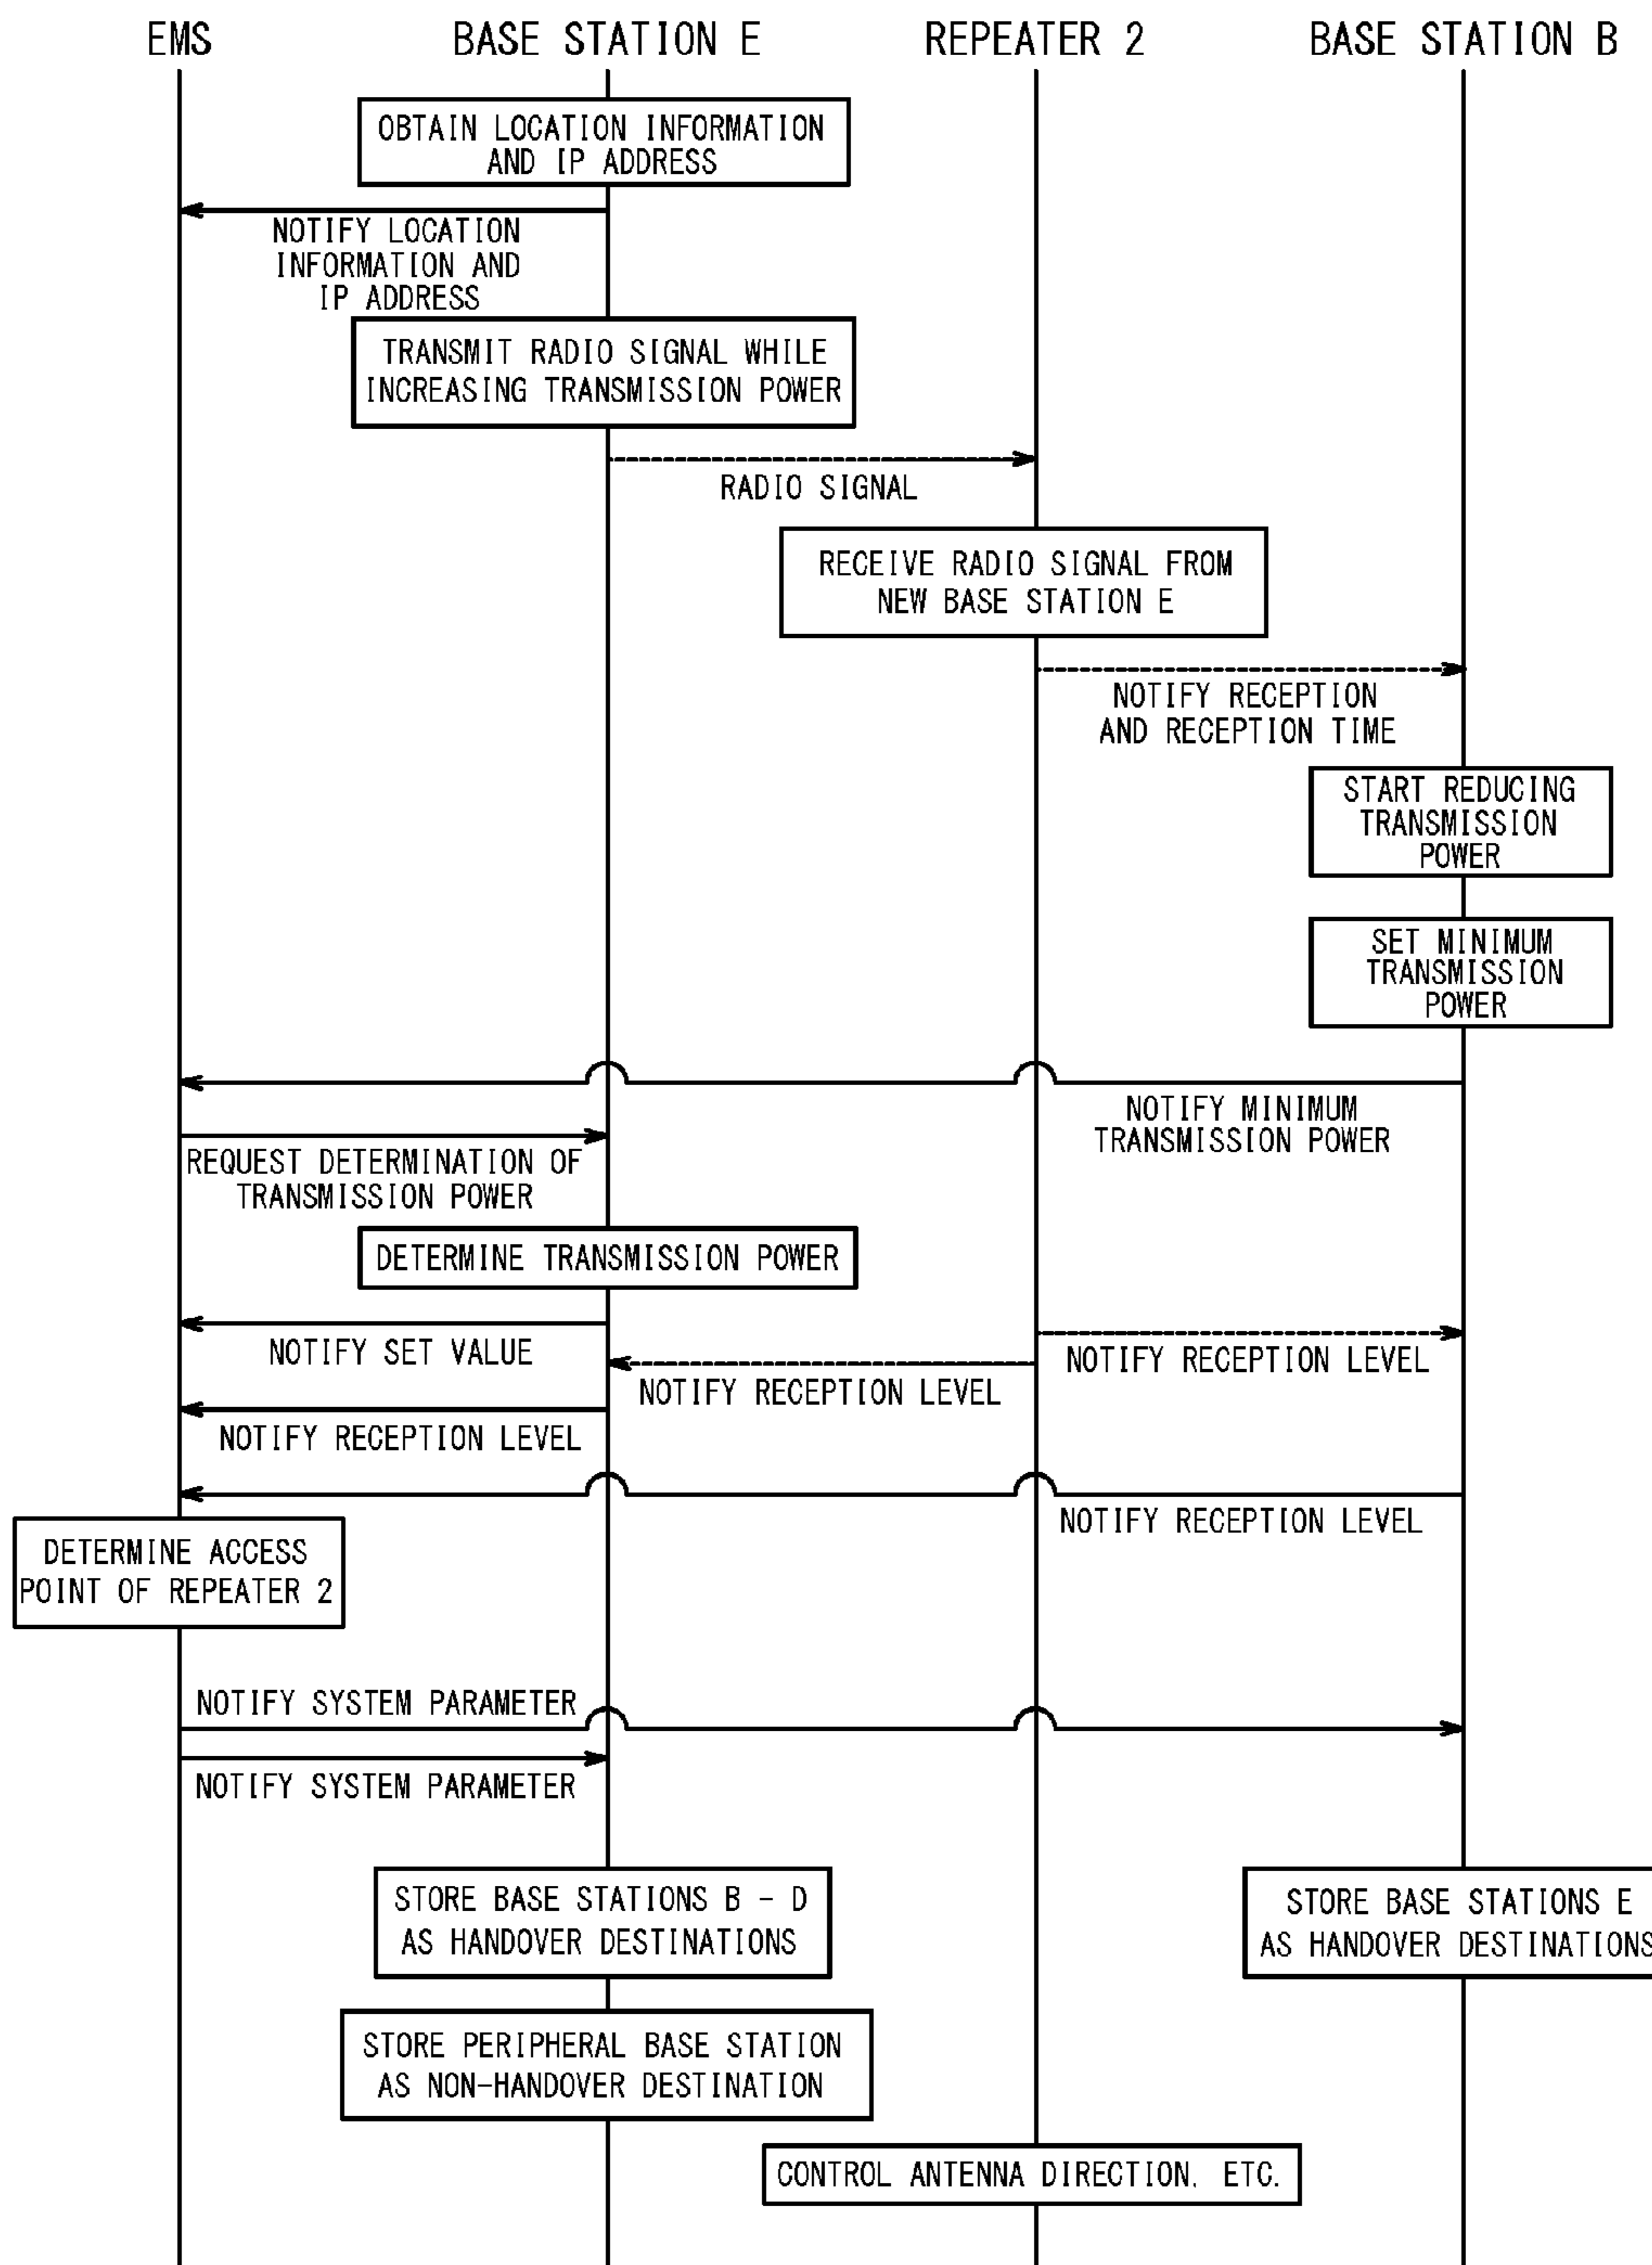 EMS
BASE STATION E
REPEATER 2
BASE STATION B
OBTAIN LOCATION INFORMATION
AND IP ADDRESS
NOTIFY LOCATION
INFORMATION AND
IP ADDRESS
TRANSMIT RADIO SIGNAL WHILE
INCREASING TRANSMISSION POWER
RADIO SIGNAL
RECEIVE RADIO SIGNAL FROM
NEW BASE STATION E
NOTIFY RECEPTION
AND RECEPTION TIME
START REDUCING
TRANSMISSION
POWER
SET MINIMUM
TRANSMISSION
POWER
NOTIFY MINIMUM
TRANSMISSION POWER
REQUEST DETERMINATION OF
TRANSMISSION POWER
DETERMINE TRANSMISSION POWER
NOTIFY SET VALUE
NOTIFY RECEPTION LEVEL
NOTIFY RECEPTION LEVEL
NOTIFY RECEPTION LEVEL
NOTIFY RECEPTION LEVEL
DETERMINE ACCESS
POINT OF REPEATER 2
NOTIFY SYSTEM PARAMETER
NOTIFY SYSTEM PARAMETER
STORE BASE STATIONS B - D
AS HANDOVER DESTINATIONS
STORE BASE STATIONS E
AS HANDOVER DESTINATIONS
STORE PERIPHERAL BASE STATION
AS NON-HANDOVER DESTINATION
CONTROL ANTENNA DIRECTION, ETC.